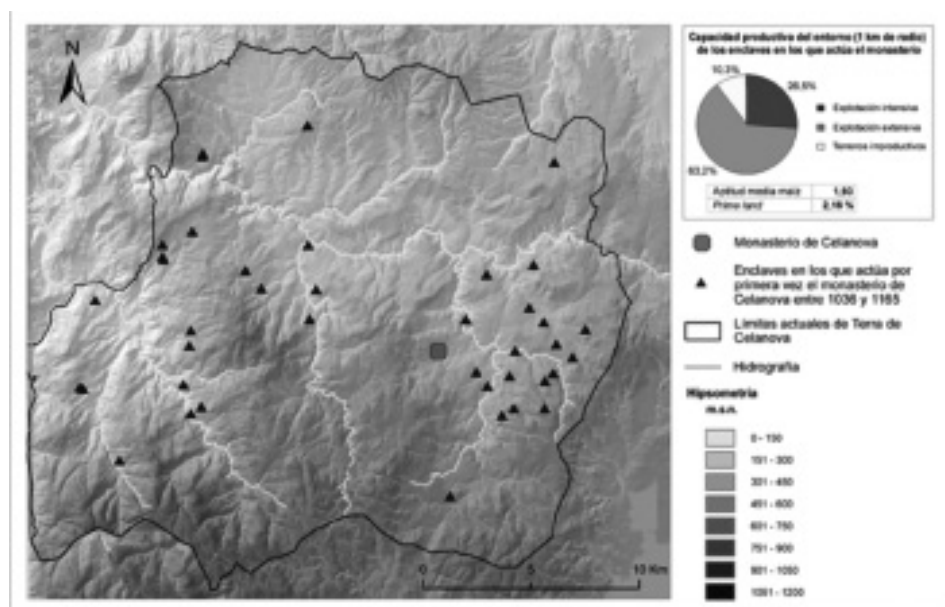 N
Capacidad productiva del entorno (1 km de radio)
de los enclaves en los que actúa el monasterio
10,3%
26,5%
63,2%
Explotación intensiva
Explotación extensiva
Terrenos improductivos
Aptitud media maíz
Prime land
2,16 %
Monasterio de Celanova
Enclaves en los que actúa por
primera vez el monasterio de
Celanova entre 1036 y 1165
Límites actuales de Terra de
Celanova
Hidrografía
Hipsometría
m.s.n.
0 - 150
151 - 300
301 - 450
451 - 600
601 - 750
751 - 900
901 - 1050
1051 - 1200
0 5 10 Km